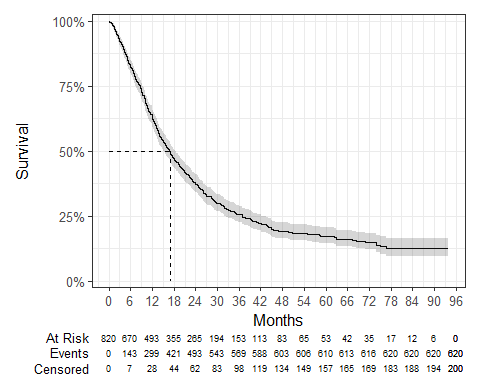 100%
75%
50%
25%
0%
Survival
0 6 12 18 24 30 36 42 48 54 60 66 72 78 84 90 96
Months
At Risk 820 670 493 355 265 194 153 113 83 65 53 42 35 17 12 6 0
Events 0 143 299 421 493 543 569 588 603 606 610 613 616 620 620 620 620
Censored 0 7 28 44 62 83 98 119 134 149 157 165 169 183 188 194 200